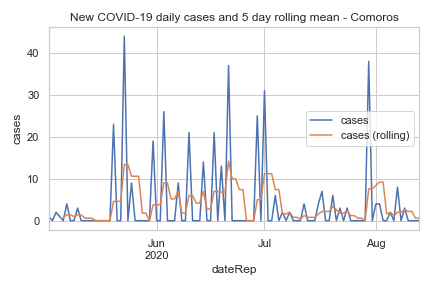 New COVID-19 daily cases and 5 day rolling mean - Comoros
cases
40
30
20
10
0
cases
cases (rolling)
Jun
2020
Jul
Aug
dateRep